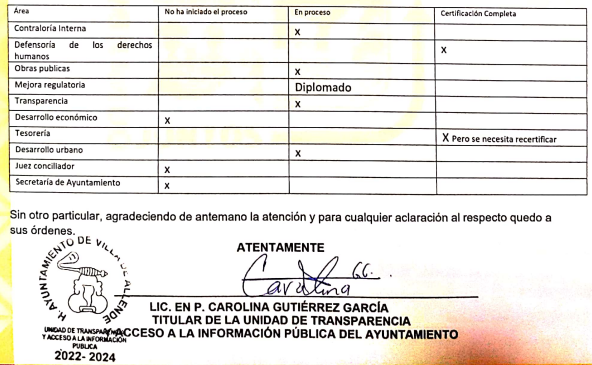 Área No ha iniciado el proceso En proceso Certificación Completa
Contraloría Interna X
Defensoría de los derechos
humanos X
Obras publicas X
Mejora regulatoria Diplomado
Transparencia X
Desarrollo económico X
Tesorería X Pero se necesita recertificar
Desarrollo urbano X
Juez conciliador X
Secretaría de Ayuntamiento X
Sin otro particular, agradeciendo de antemano la atención y para cualquier aclaración al respecto quedo a
sus órdenes.
H. AYUNTAMIENTO DE VILLA DE ALLENDE
ATENTAMENTE
Carolina G.G.
LIC. EN P. CAROLINA GUTIÉRREZ GARCÍA
TITULAR DE LA UNIDAD DE TRANSPARENCIA
ACCESO A LA INFORMACIÓN PÚBLICA DEL AYUNTAMIENTO
UNIDAD DE TRANSPARENCIA
Y ACCESO A LA INFORMACIÓN
PUBLICA
2022- 2024